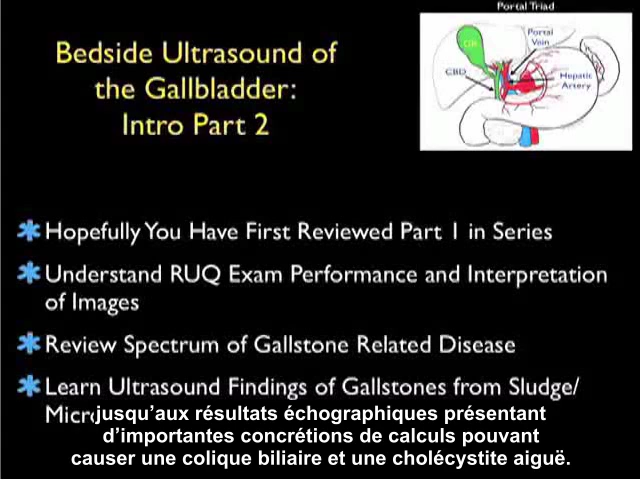 Portal Triad
Bedside Ultrasound of
the Gallbladder:
Intro Part 2
GB
Portal
Vein
CBD
Hepatic
Artery
Hopefully You Have First Reviewed Part 1 in Series
Understand RUQ Exam Performance and Interpretation
of Images
Review Spectrum of Gallstone Related Disease
Learn Ultrasound Findings of Gallstones from Sludge/
jusqu’aux résultats échographiques présentant
d’importantes concrétions de calculs pouvant
causer une colique biliaire et une cholécystite aiguë.